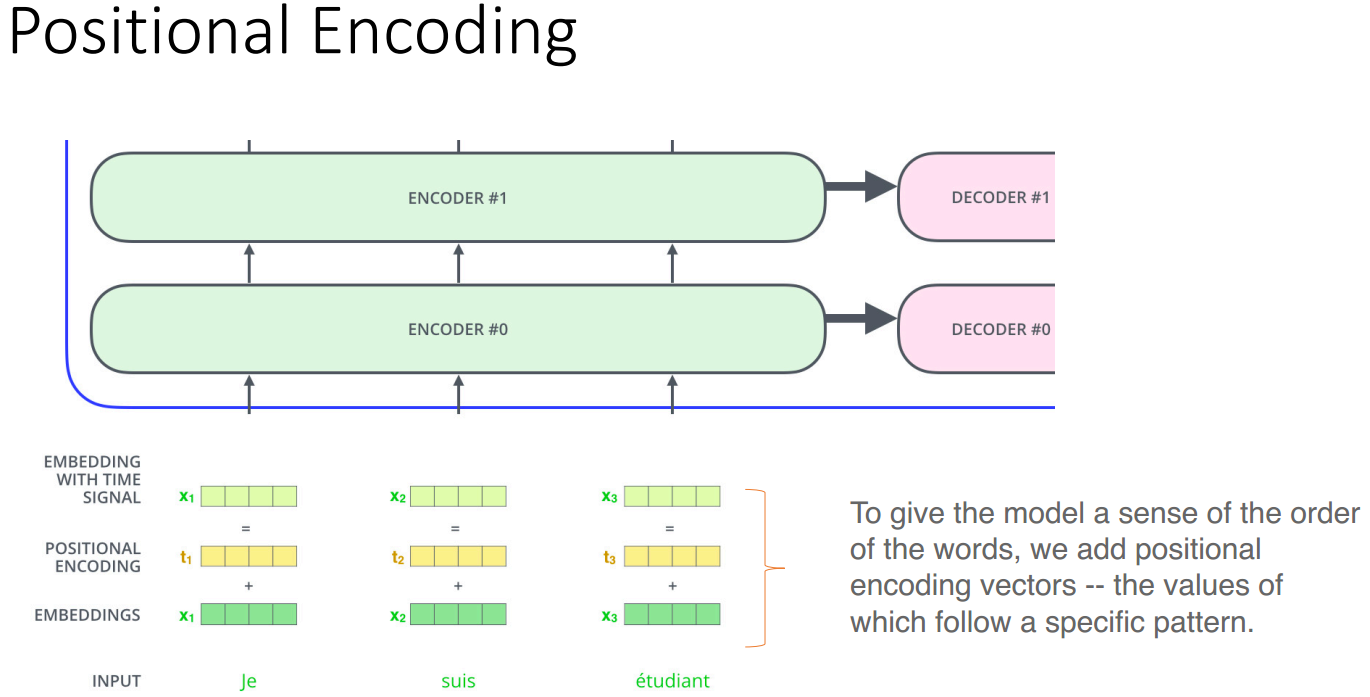 Positional Encoding
ENCODER #1
DECODER #1
ENCODER #0
DECODER #0
EMBEDDING
WITH TIME
SIGNAL
x1
x2
x3
=
=
=
POSITIONAL
ENCODING
t1
t2
t3
+
+
+
EMBEDDINGS
x1
x2
x3
INPUT
Je
suis
étudiant
To give the model a sense of the order
of the words, we add positional
encoding vectors -- the values of
which follow a specific pattern.